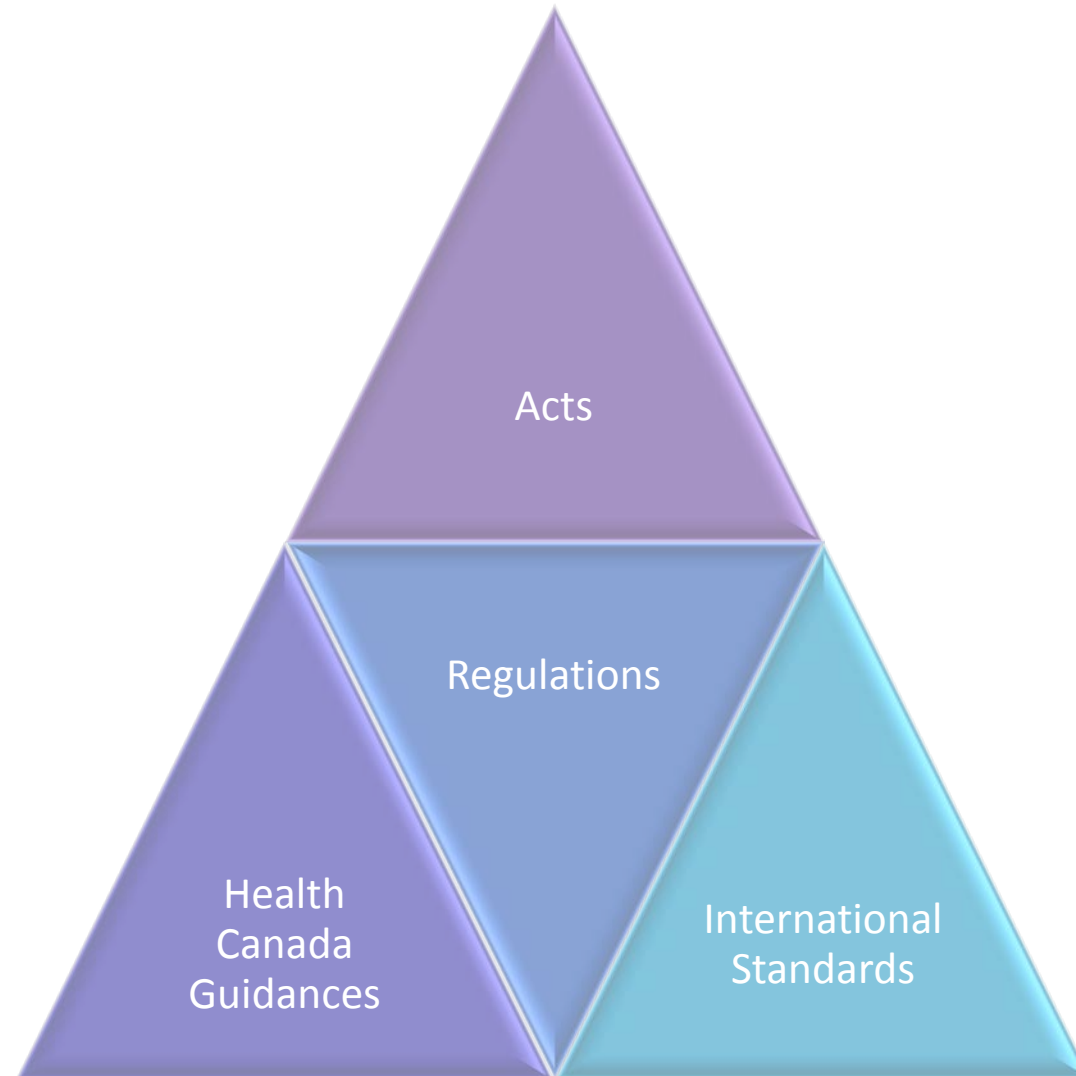 Acts
Regulations
Health
Canada
Guidances
International
Standards